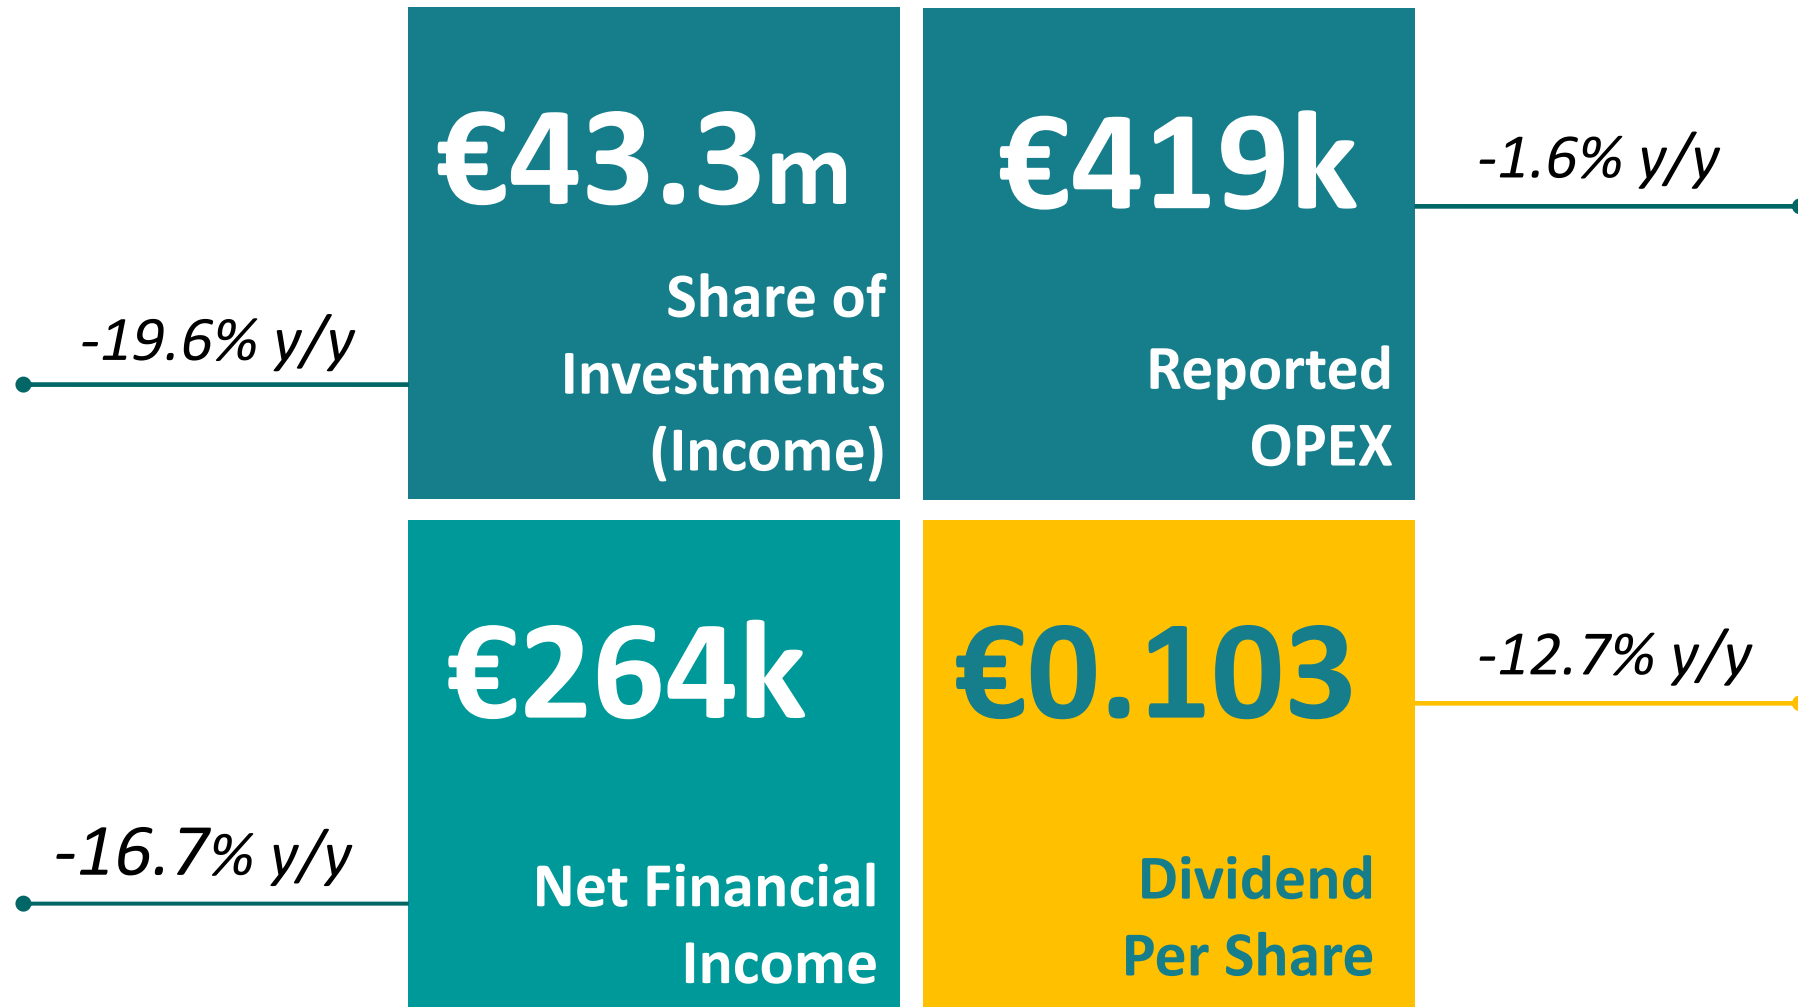 €43.3m
Share of
Investments
(Income)
-19.6% y/y
€419k
Reported
OPEX
-1.6% y/y
€264k
Net Financial
Income
-16.7% y/y
€0.103
Dividend
Per Share
-12.7% y/y